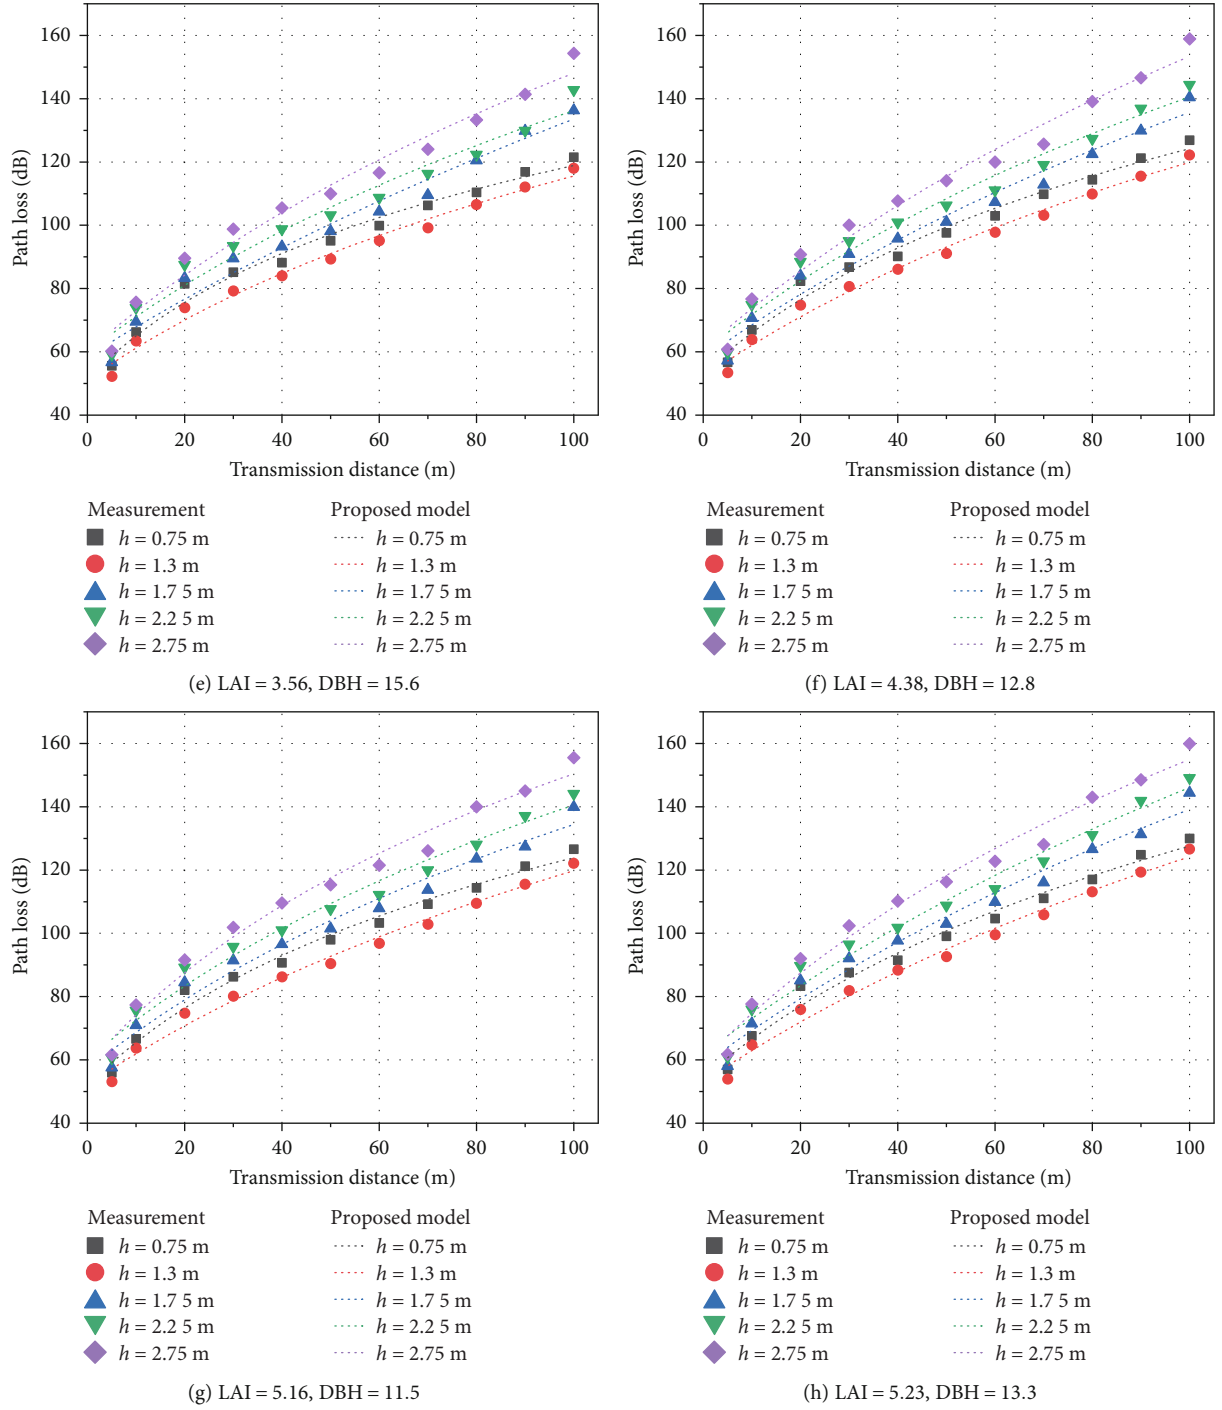 160
140
120
100
80
60
40
Path loss (dB)
0 20 40 60 80 100
Transmission distance (m)
Measurement
h = 0.75 m
h = 1.3 m
h = 1.7 5 m
h = 2.2 5 m
h = 2.75 m
Proposed model
h = 0.75 m
h = 1.3 m
h = 1.7 5 m
h = 2.2 5 m
h = 2.75 m
(e) LAI = 3.56, DBH = 15.6
160
140
120
100
80
60
40
Path loss (dB)
0 20 40 60 80 100
Transmission distance (m)
Measurement
h = 0.75 m
h = 1.3 m
h = 1.7 5 m
h = 2.2 5 m
h = 2.75 m
Proposed model
h = 0.75 m
h = 1.3 m
h = 1.7 5 m
h = 2.2 5 m
h = 2.75 m
(f) LAI = 4.38, DBH = 12.8
160
140
120
100
80
60
40
Path loss (dB)
0 20 40 60 80 100
Transmission distance (m)
Measurement
h = 0.75 m
h = 1.3 m
h = 1.7 5 m
h = 2.2 5 m
h = 2.75 m
Proposed model
h = 0.75 m
h = 1.3 m
h = 1.7 5 m
h = 2.2 5 m
h = 2.75 m
(g) LAI = 5.16, DBH = 11.5
160
140
120
100
80
60
40
Path loss (dB)
0 20 40 60 80 100
Transmission distance (m)
Measurement
h = 0.75 m
h = 1.3 m
h = 1.7 5 m
h = 2.2 5 m
h = 2.75 m
Proposed model
h = 0.75 m
h = 1.3 m
h = 1.7 5 m
h = 2.2 5 m
h = 2.75 m
(h) LAI = 5.23, DBH = 13.3